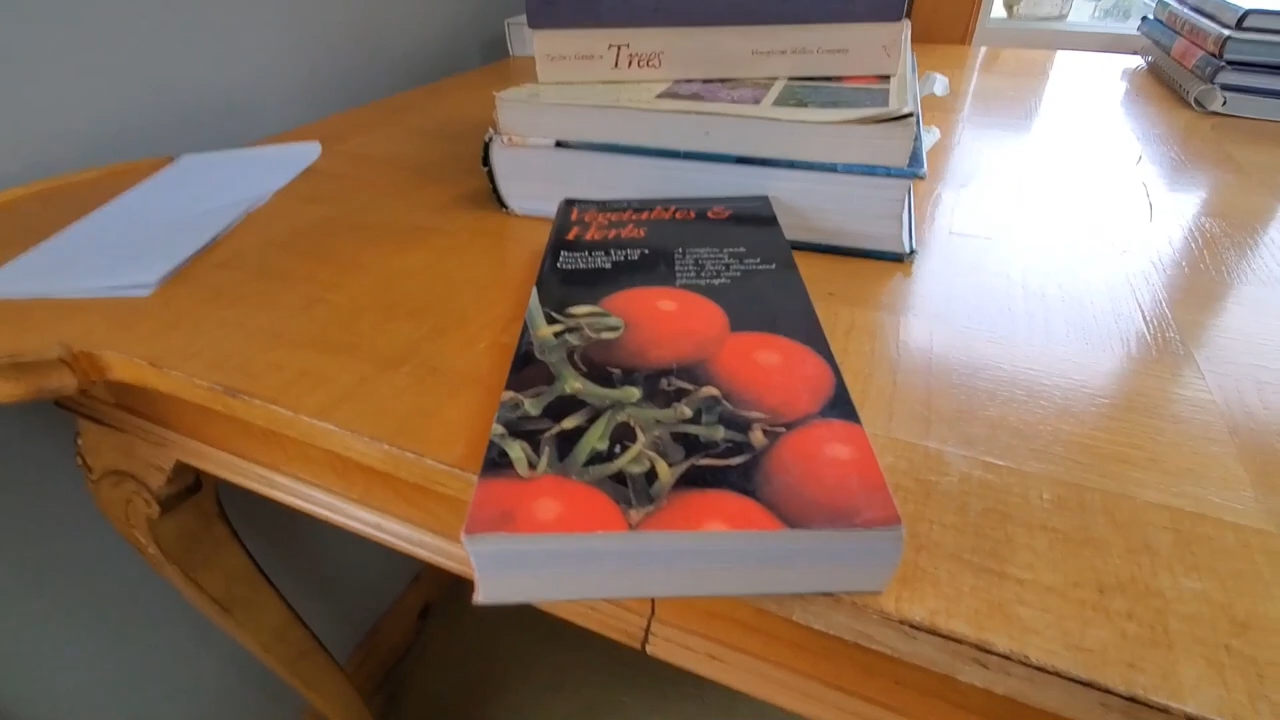 Taylor's Guide to Trees Houghton Mifflin Company
Vegetables &
Herbs
Based on Taylor's
Encyclopedia of
Gardening
A complete guide
to gardening
with vegetables and
herbs, fully illustrated
with 425 color
photographs